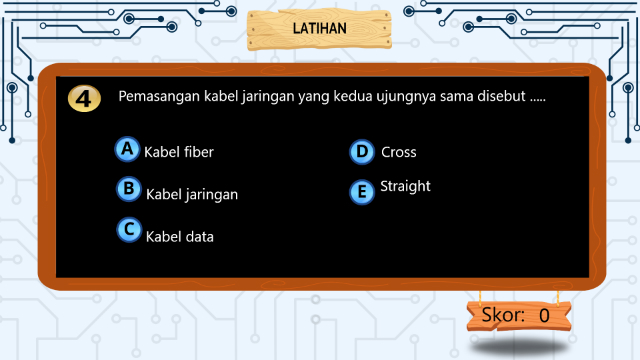 LATIHAN
4 Pemasangan kabel jaringan yang kedua ujungnya sama disebut .....
A Kabel fiber
B Kabel jaringan
C Kabel data
D Cross
E Straight
Skor: 0